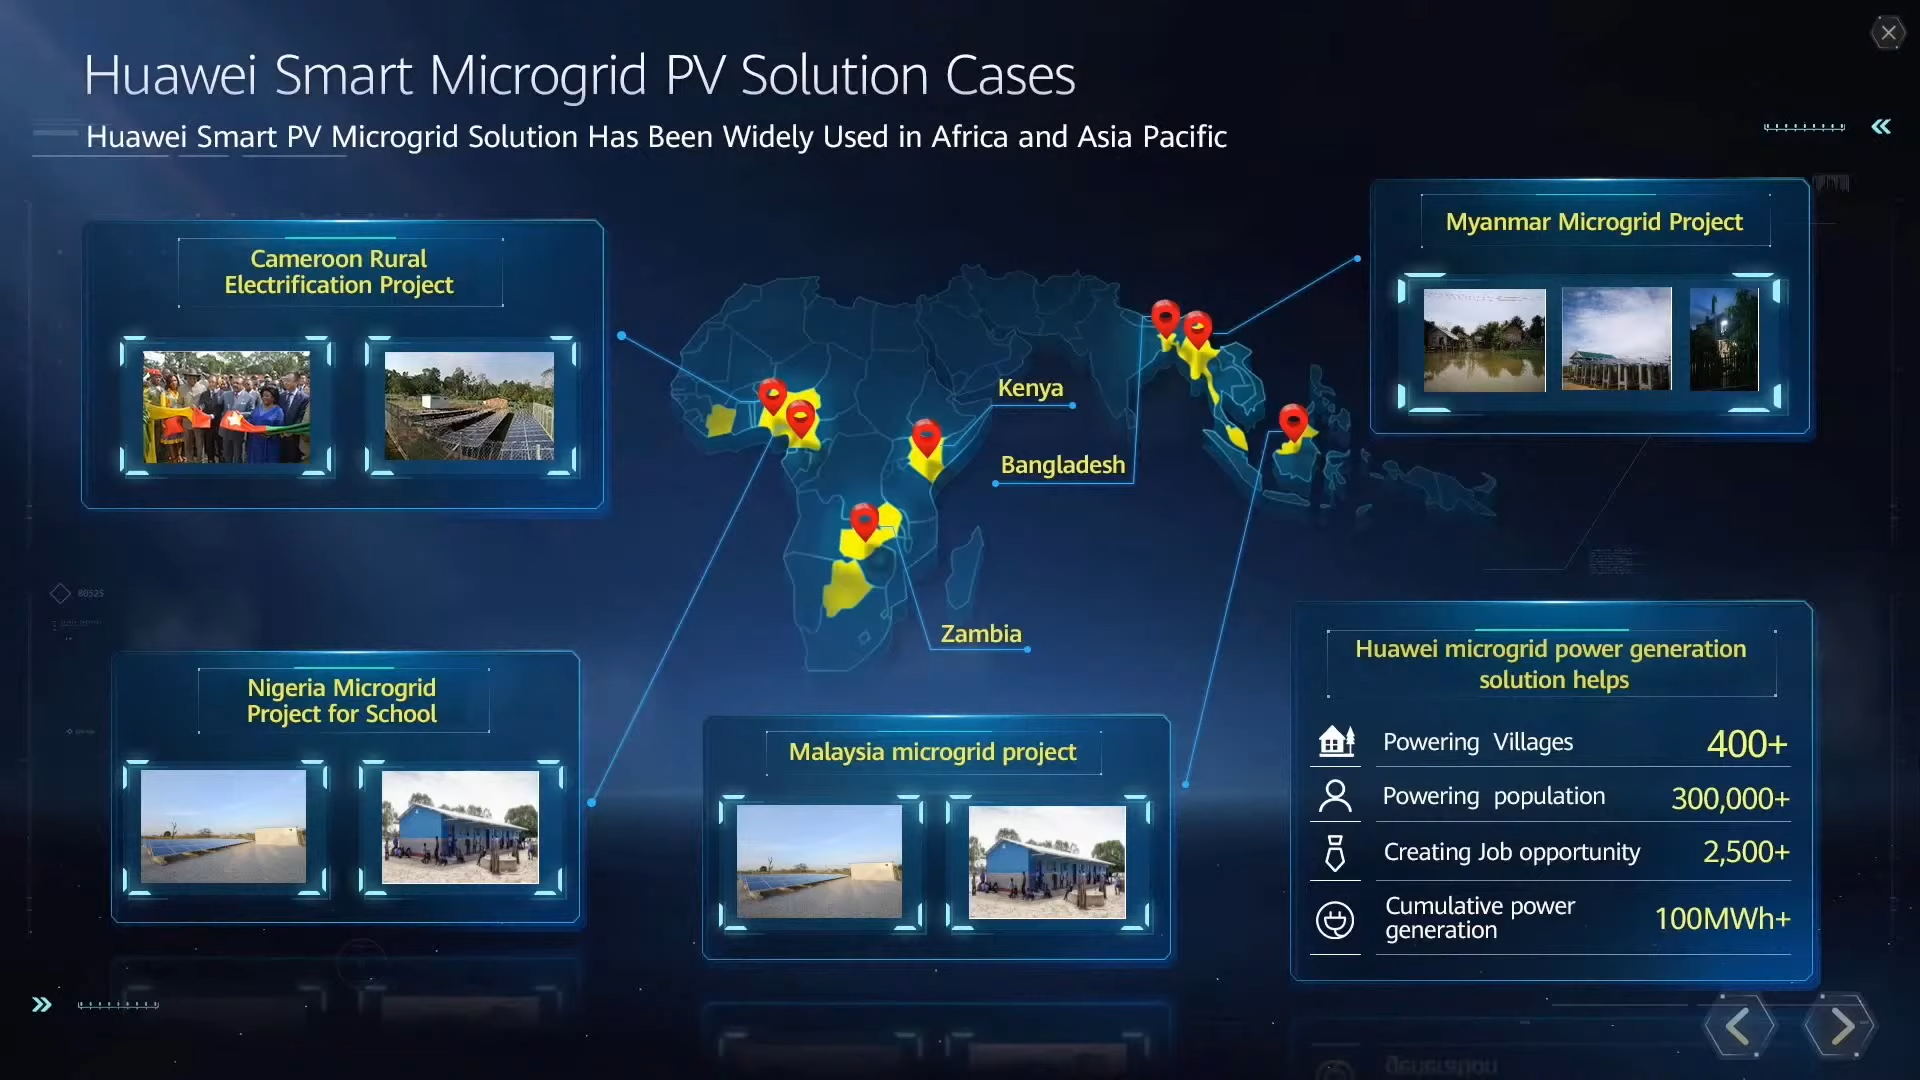 Huawei Smart Microgrid PV Solution Cases
Huawei Smart PV Microgrid Solution Has Been Widely Used in Africa and Asia Pacific
Cameroon Rural
Electrification Project
Myanmar Microgrid Project
Kenya
Bangladesh
Zambia
Nigeria Microgrid
Project for School
Malaysia microgrid project
Huawei microgrid power generation
solution helps
Powering Villages 400+
Powering population 300,000+
Creating Job opportunity 2,500+
Cumulative power
generation 100MWh+